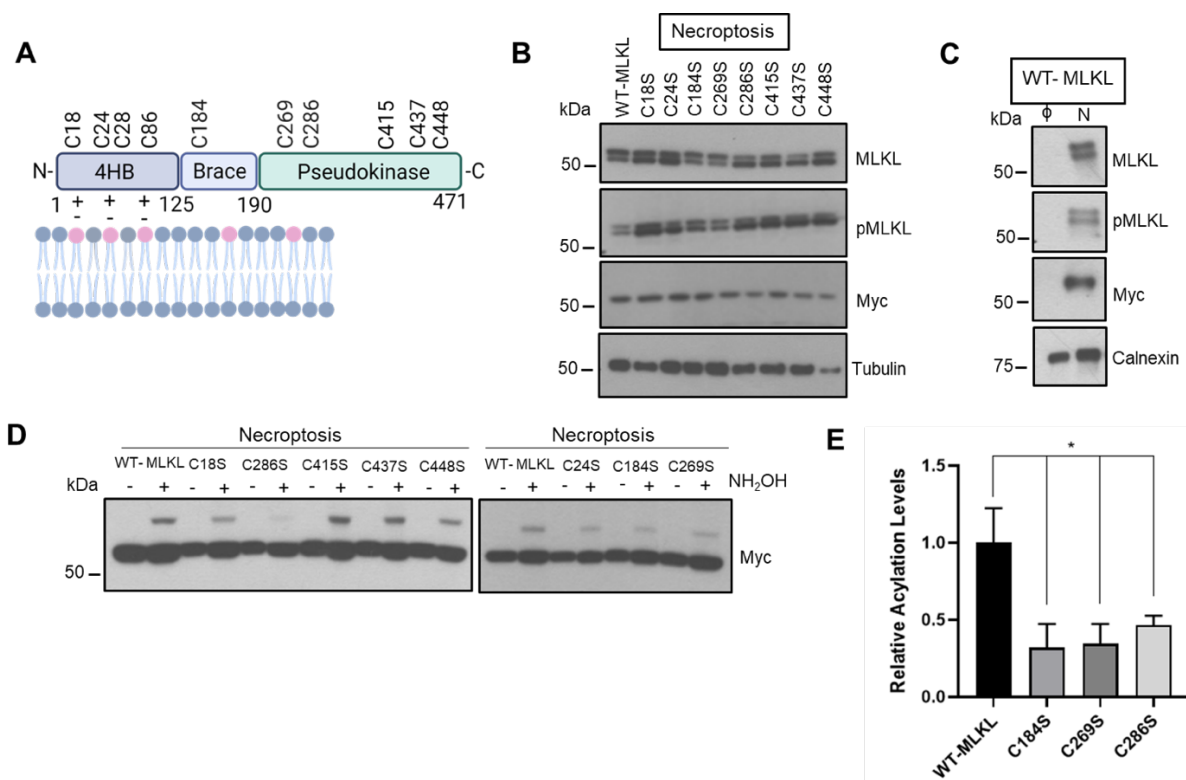 A
C18
C24
C28
C86
C184
C269
C286
C415
C437
C448
N-
4HB
Brace
Pseudokinase
-C
1
+
+
+
125
190
471
-
-
-
B
Necroptosis
WT-MLKL
C18S
C24S
C184S
C269S
C286S
C415S
C437S
C448S
kDa
50
MLKL
50
pMLKL
50
Myc
50
Tubulin
C
WT- MLKL
kDa
ϕ
N
50
MLKL
50
pMLKL
50
Myc
75
Calnexin
D
Necroptosis
WT- MLKL C18S C286S C415S C437S C448S
kDa
- + - + - + - + - + - +
50
Necroptosis
WT- MLKL C24S C184S C269S
- + - + - + - +
NH2OH
Myc
E
Relative Acylation Levels
1.5
1.0
0.5
0.0
*
WT-MLKL
C184S
C269S
C286S